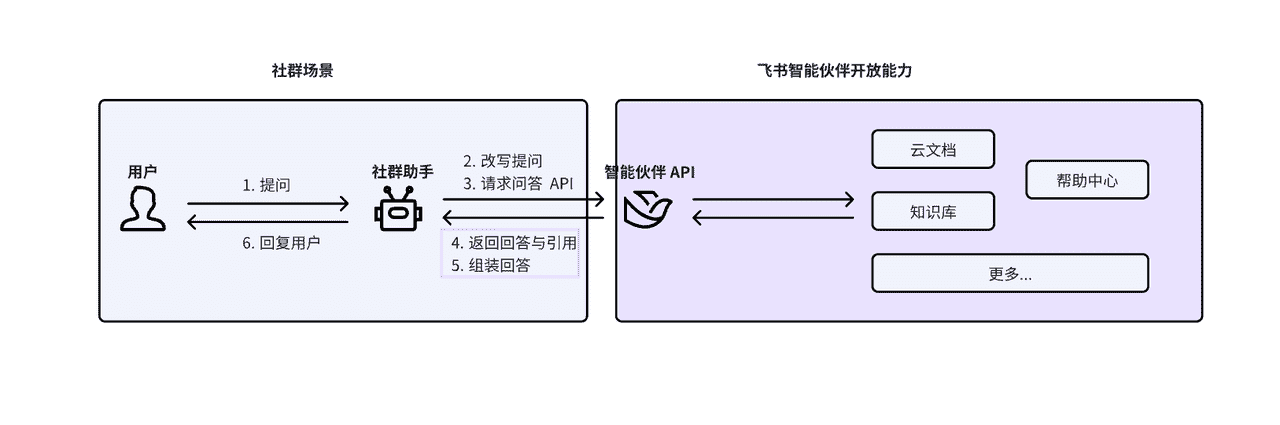 社群场景
飞书智能伙伴开放能力
用户
1. 提问
6. 回复用户
社群助手
2. 改写提问
3. 请求问答 API
4. 返回回答与引用
5. 组装回答
智能伙伴 API
云文档
知识库
帮助中心
更多...